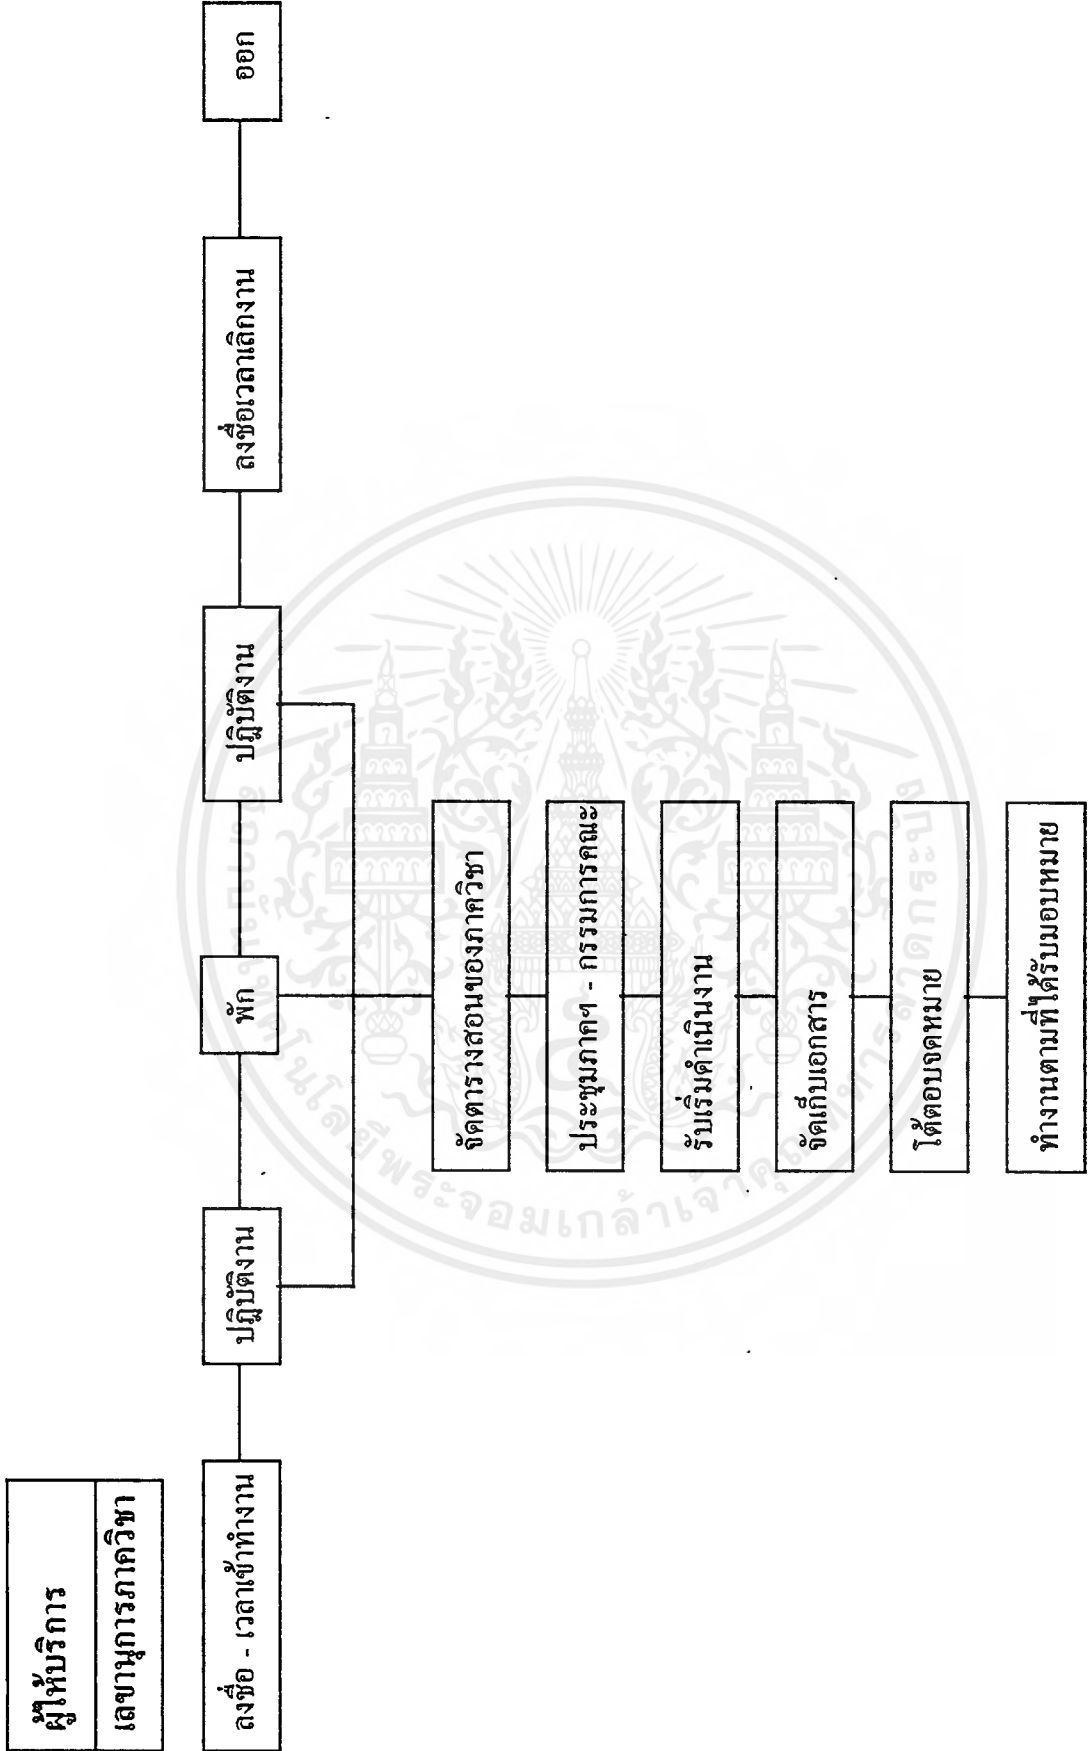 ผู้ให้บริการ
เลขานุการภาควิชา
ลงชื่อ - เวลาเข้าทำงาน
ปฏิบัติงาน
พัก
ปฏิบัติงาน
ลงชื่อเวลาเลิกงาน
ออก
จัดตารางสอนของภาควิชา
ประชุมภาคฯ - กรรมการคณะ
รับเริ่มดำเนินงาน
จัดเก็บเอกสาร
โต้ตอบจดหมาย
ทำงานตามที่ได้รับมอบหมาย